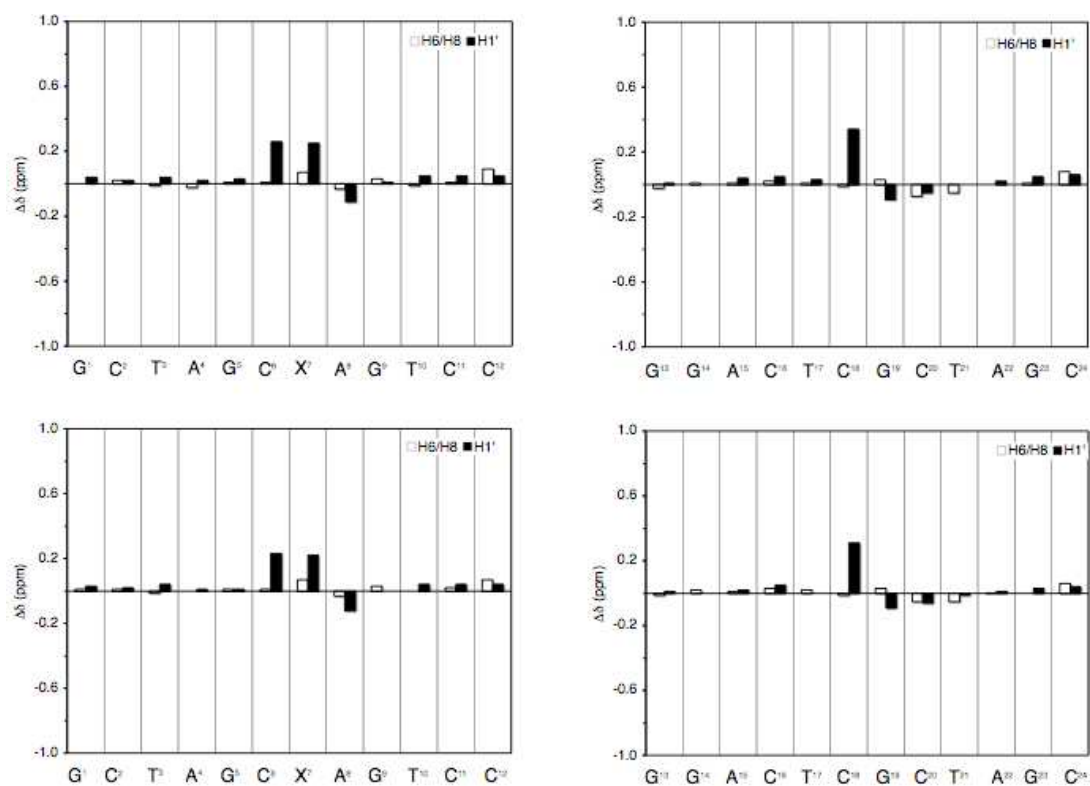 1.0
0.6
0.2
-0.2
-0.6
-1.0
Δδ (ppm)
H6/H8 H1'
G¹ C² T³ A⁴ G⁵ C⁶ X⁷ A⁸ G⁹ T¹⁰ C¹¹ C¹²
1.0
0.6
0.2
-0.2
-0.6
-1.0
Δδ (ppm)
H6/H8 H1'
G¹³ G¹⁴ A¹⁵ C¹⁶ T¹⁷ C¹⁸ G¹⁹ C²⁰ T²¹ A²² G²³ C²⁴
1.0
0.6
0.2
-0.2
-0.6
-1.0
Δδ (ppm)
H6/H8 H1'
G¹ C² T³ A⁴ G⁵ C⁶ X⁷ A⁸ G⁹ T¹⁰ C¹¹ C¹²
1.0
0.6
0.2
-0.2
-0.6
-1.0
Δδ (ppm)
H6/H8 H1'
G¹³ G¹⁴ A¹⁵ C¹⁶ T¹⁷ C¹⁸ G¹⁹ C²⁰ T²¹ A²² G²³ C²⁴